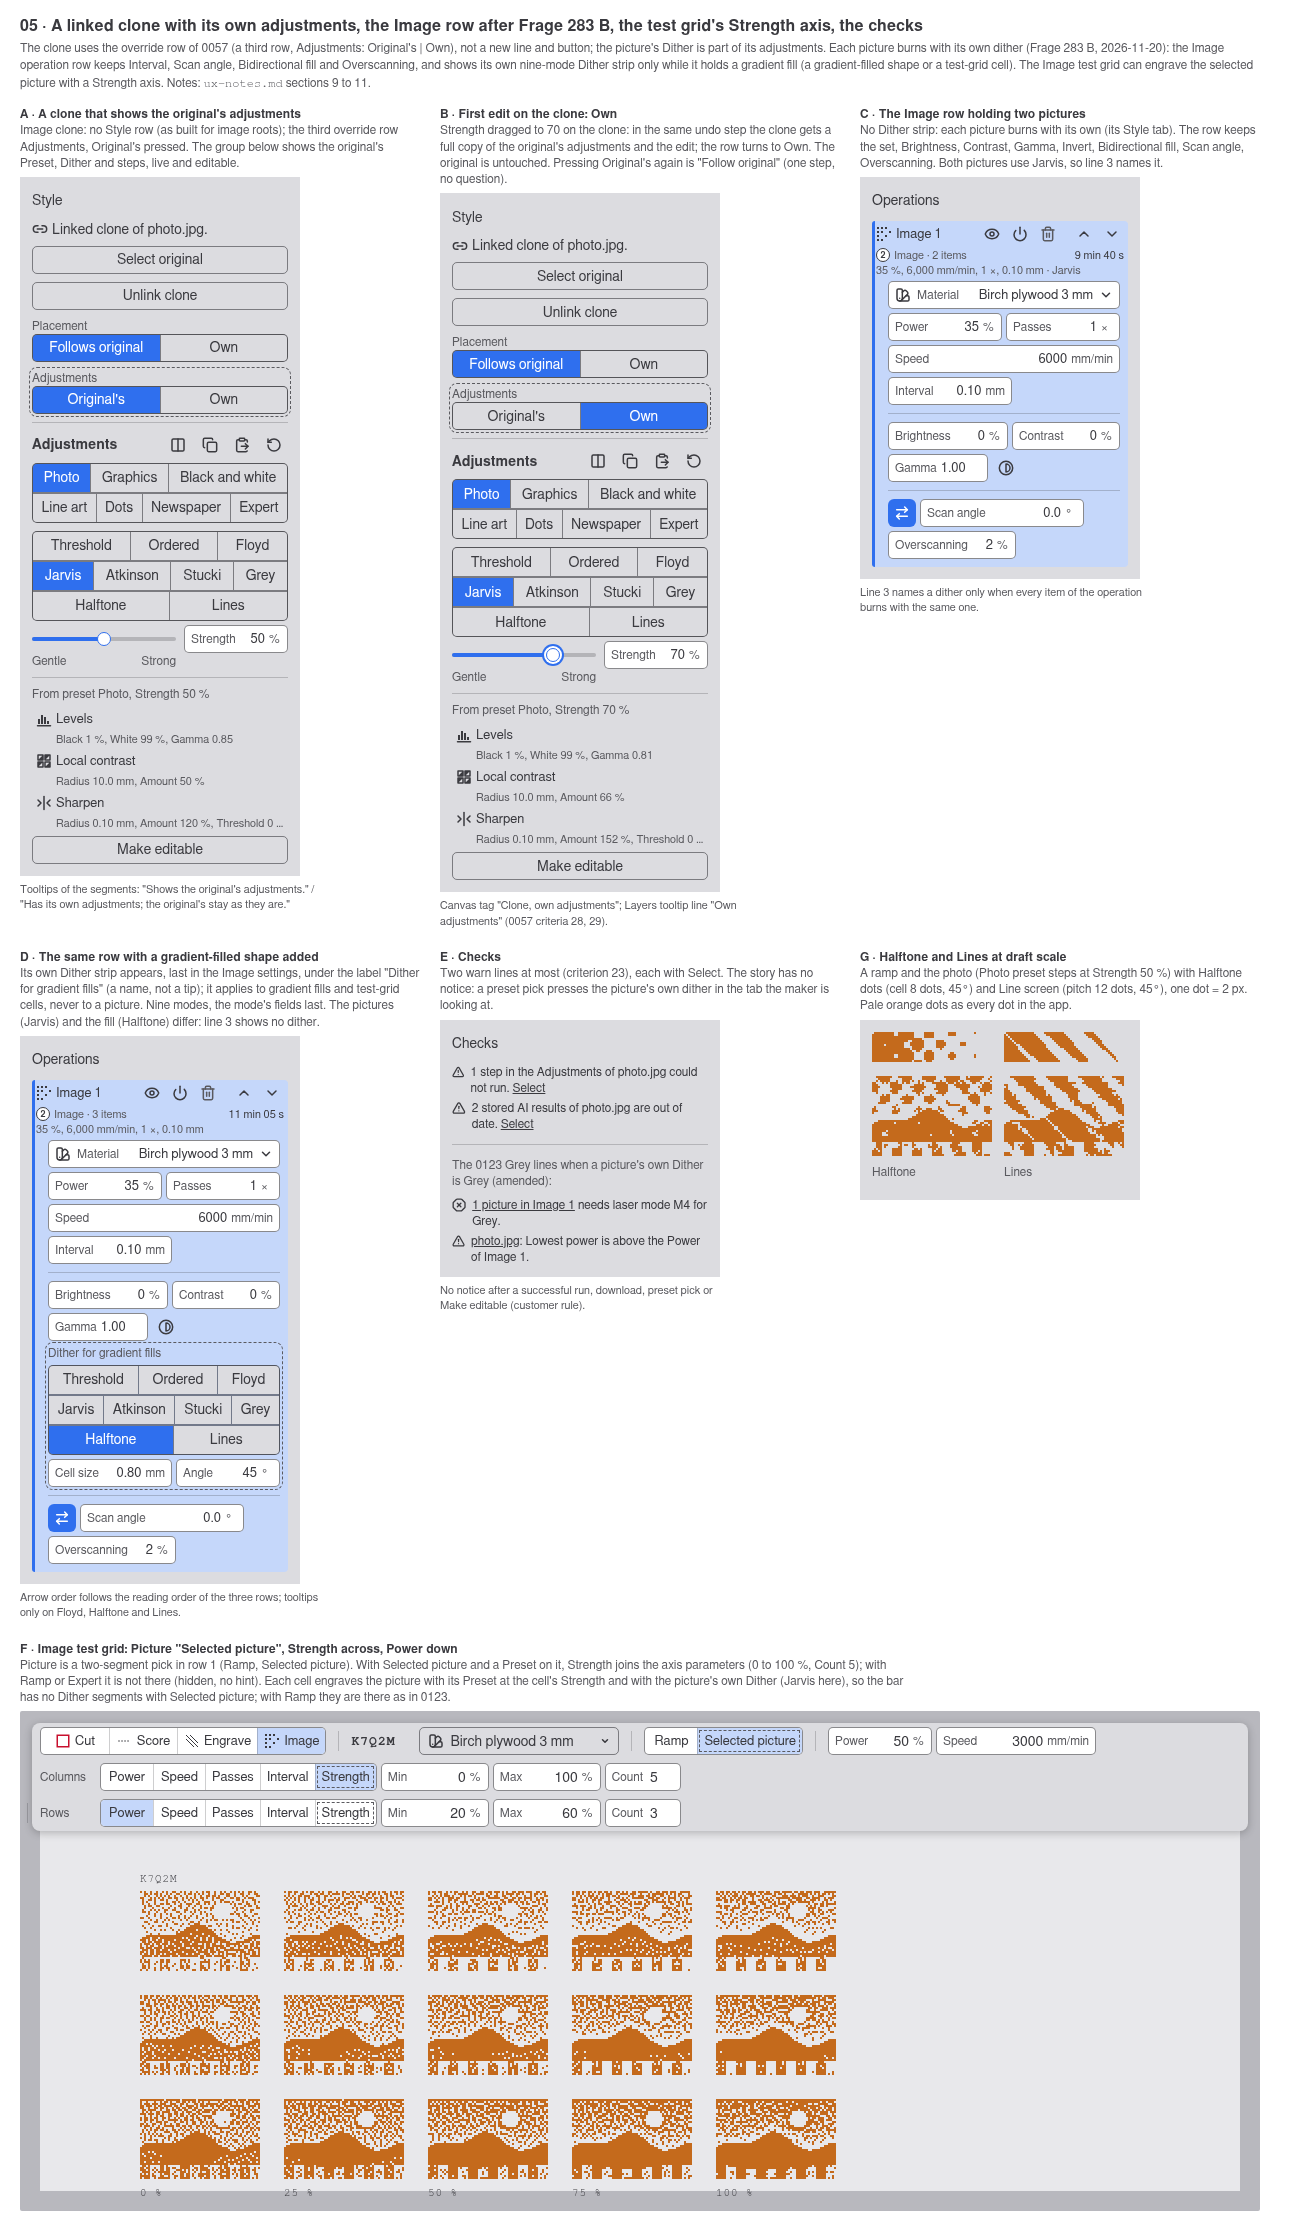 05 · A linked clone with its own adjustments, the Image row after Frage 283 B, the test grid's Strength axis, the checks
The clone uses the override row of 0057 (a third row, Adjustments: Original's | Own), not a new line and button; the picture's Dither is part of its adjustments. Each picture burns with its own dither (Frage 283 B, 2026-11-20): the Image
operation row keeps Interval, Scan angle, Bidirectional fill and Overscanning, and shows its own nine-mode Dither strip only while it holds a gradient fill (a gradient-filled shape or a test-grid cell). The Image test grid can engrave the selected
picture with a Strength axis. Notes: ux-notes.md sections 9 to 11.
A · A clone that shows the original's adjustments
Image clone: no Style row (as built for image roots); the third override row
Adjustments, Original's pressed. The group below shows the original's
Preset, Dither and steps, live and editable.
Style
Linked clone of photo.jpg.
Select original
Unlink clone
Placement
Follows original Own
Adjustments
Original's Own
Adjustments
Photo Graphics Black and white
Line art Dots Newspaper Expert
Threshold Ordered Floyd
Jarvis Atkinson Stucki Grey
Halftone Lines
Strength 50 %
Gentle Strong
From preset Photo, Strength 50 %
Levels
Black 1 %, White 99 %, Gamma 0.85
Local contrast
Radius 10.0 mm, Amount 50 %
Sharpen
Radius 0.10 mm, Amount 120 %, Threshold 0 ...
Make editable
Tooltips of the segments: "Shows the original's adjustments." /
"Has its own adjustments; the original's stay as they are."
B · First edit on the clone: Own
Strength dragged to 70 on the clone: in the same undo step the clone gets a
full copy of the original's adjustments and the edit; the row turns to Own. The
original is untouched. Pressing Original's again is "Follow original" (one step,
no question).
Style
Linked clone of photo.jpg.
Select original
Unlink clone
Placement
Follows original Own
Adjustments
Original's Own
Adjustments
Photo Graphics Black and white
Line art Dots Newspaper Expert
Threshold Ordered Floyd
Jarvis Atkinson Stucki Grey
Halftone Lines
Strength 70 %
Gentle Strong
From preset Photo, Strength 70 %
Levels
Black 1 %, White 99 %, Gamma 0.81
Local contrast
Radius 10.0 mm, Amount 66 %
Sharpen
Radius 0.10 mm, Amount 152 %, Threshold 0 ...
Make editable
Canvas tag "Clone, own adjustments"; Layers tooltip line "Own
adjustments" (0057 criteria 28, 29).
C · The Image row holding two pictures
No Dither strip: each picture burns with its own (its Style tab). The row keeps
the set, Brightness, Contrast, Gamma, Invert, Bidirectional fill, Scan angle,
Overscanning. Both pictures use Jarvis, so line 3 names it.
Operations
Image 1
2 Image · 2 items 9 min 40 s
35 %, 6,000 mm/min, 1 ×, 0.10 mm · Jarvis
Material Birch plywood 3 mm
Power 35 % Passes 1 ×
Speed 6000 mm/min
Interval 0.10 mm
Brightness 0 % Contrast 0 %
Gamma 1.00
Scan angle 0.0 °
Overscanning 2 %
Line 3 names a dither only when every item of the operation
burns with the same one.
D · The same row with a gradient-filled shape added
Its own Dither strip appears, last in the Image settings, under the label "Dither
for gradient fills" (a name, not a tip); it applies to gradient fills and test-grid
cells, never to a picture. Nine modes, the mode's fields last. The pictures
(Jarvis) and the fill (Halftone) differ: line 3 shows no dither.
Operations
Image 1
2 Image · 3 items 11 min 05 s
35 %, 6,000 mm/min, 1 ×, 0.10 mm
Material Birch plywood 3 mm
Power 35 % Passes 1 ×
Speed 6000 mm/min
Interval 0.10 mm
Brightness 0 % Contrast 0 %
Gamma 1.00
Dither for gradient fills
Threshold Ordered Floyd
Jarvis Atkinson Stucki Grey
Halftone Lines
Cell size 0.80 mm Angle 45 °
Scan angle 0.0 °
Overscanning 2 %
Arrow order follows the reading order of the three rows; tooltips
only on Floyd, Halftone and Lines.
E · Checks
Two warn lines at most (criterion 23), each with Select. The story has no
notice: a preset pick presses the picture's own dither in the tab the maker is
looking at.
Checks
1 step in the Adjustments of photo.jpg could
not run. Select
2 stored AI results of photo.jpg are out of
date. Select
The 0123 Grey lines when a picture's own Dither
is Grey (amended):
1 picture in Image 1 needs laser mode M4 for
Grey.
photo.jpg: Lowest power is above the Power
of Image 1.
No notice after a successful run, download, preset pick or
Make editable (customer rule).
G · Halftone and Lines at draft scale
A ramp and the photo (Photo preset steps at Strength 50 %) with Halftone
dots (cell 8 dots, 45°) and Line screen (pitch 12 dots, 45°), one dot = 2 px.
Pale orange dots as every dot in the app.
Halftone Lines
F · Image test grid: Picture "Selected picture", Strength across, Power down
Picture is a two-segment pick in row 1 (Ramp, Selected picture). With Selected picture and a Preset on it, Strength joins the axis parameters (0 to 100 %, Count 5); with
Ramp or Expert it is not there (hidden, no hint). Each cell engraves the picture with its Preset at the cell's Strength and with the picture's own Dither (Jarvis here), so the bar
has no Dither segments with Selected picture; with Ramp they are there as in 0123.
Cut Score Engrave Image K7Q2M Birch plywood 3 mm Ramp Selected picture Power 50 % Speed 3000 mm/min
Columns Power Speed Passes Interval Strength Min 0 % Max 100 % Count 5
Rows Power Speed Passes Interval Strength Min 20 % Max 60 % Count 3
K7Q2M
0 % 25 % 50 % 75 % 100 %